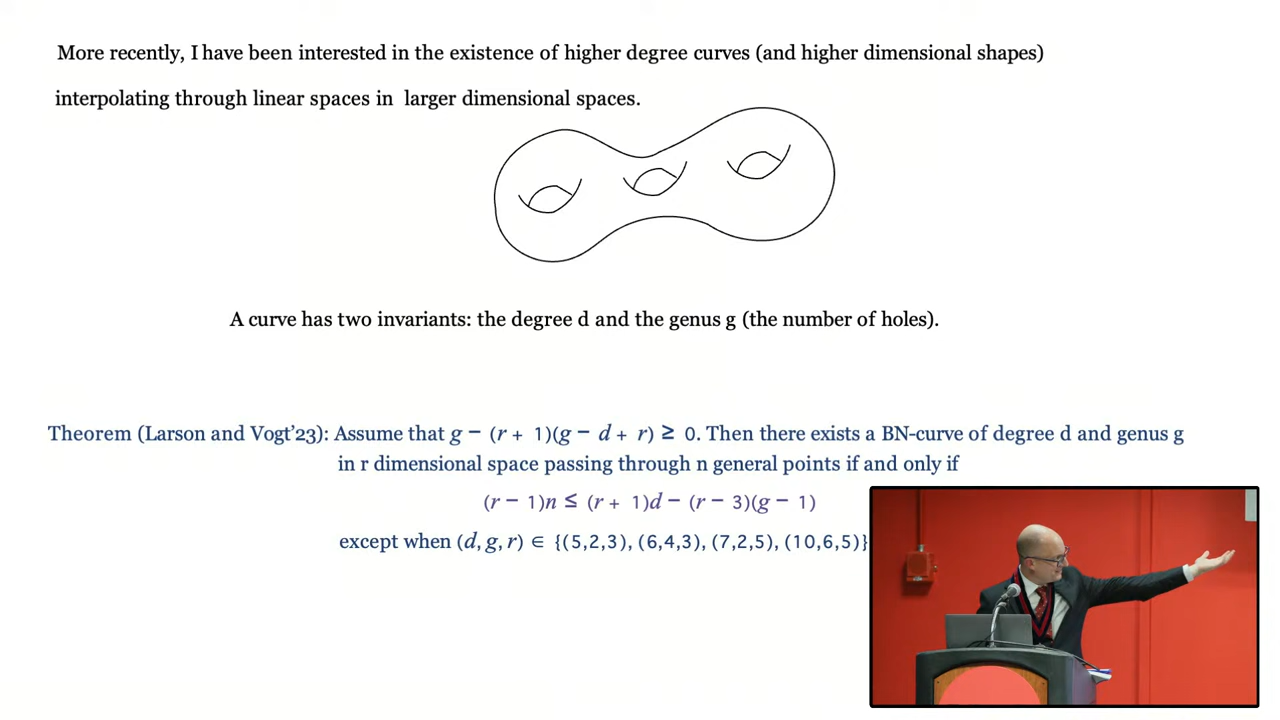 More recently, I have been interested in the existence of higher degree curves (and higher dimensional shapes)
interpolating through linear spaces in larger dimensional spaces.
A curve has two invariants: the degree d and the genus g (the number of holes).
Theorem (Larson and Vogt’23): Assume that g − (r + 1)(g − d + r) ≥ 0. Then there exists a BN-curve of degree d and genus g
in r dimensional space passing through n general points if and only if
(r − 1)n ≤ (r + 1)d − (r − 3)(g − 1)
except when (d, g, r) ∈ {(5,2,3), (6,4,3), (7,2,5), (10,6,5)}